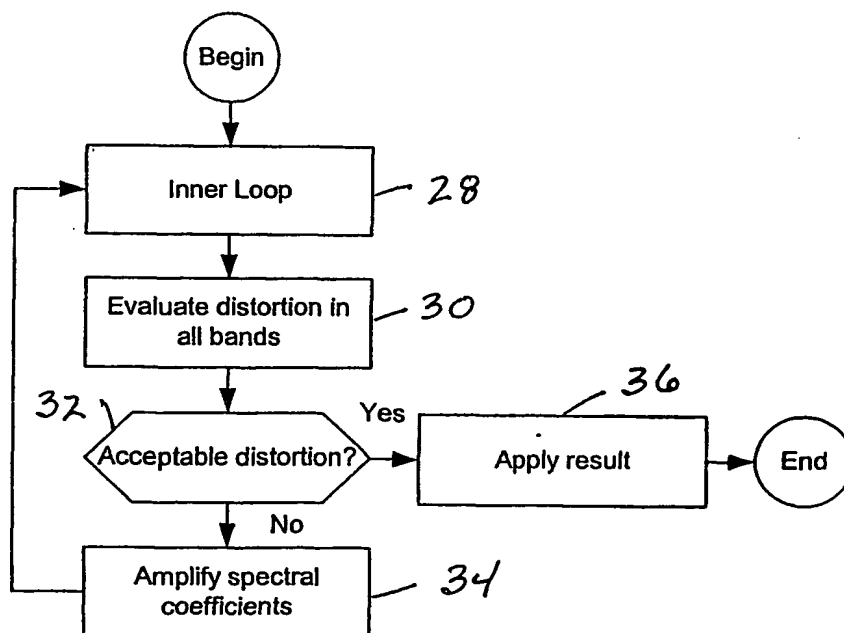 Begin
Inner Loop
28
Evaluate distortion in
all bands
30
32
Acceptable distortion?
Yes
36
Apply result
End
No
Amplify spectral
coefficients
34